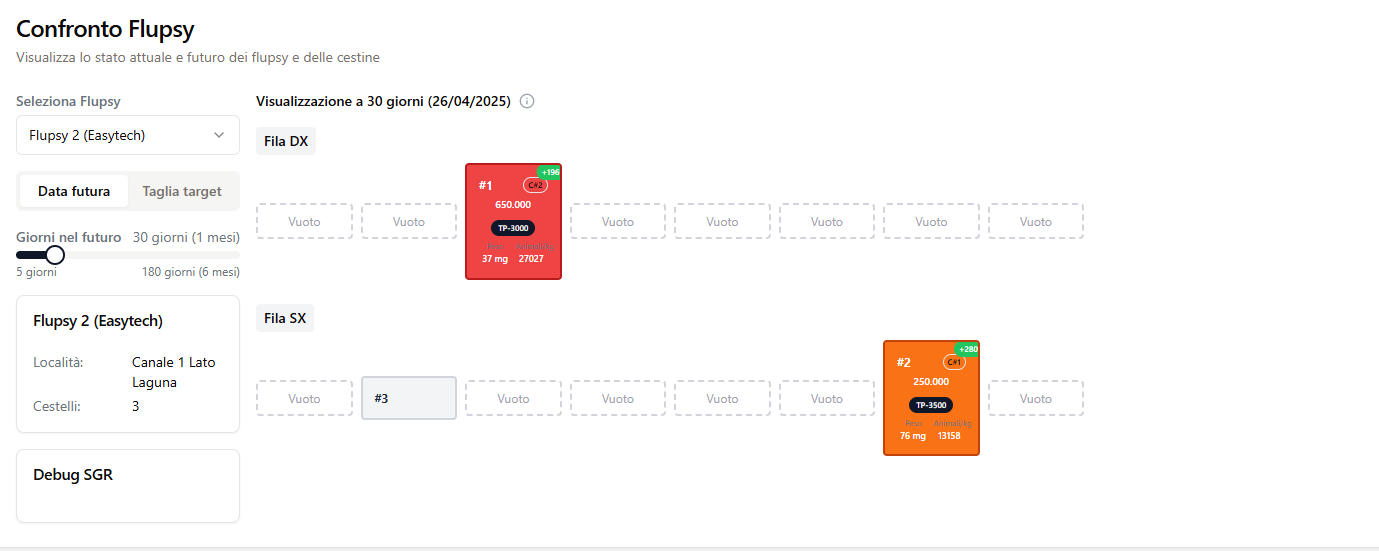 Confronto Flupsy
Visualizza lo stato attuale e futuro dei flupsy e delle cestine
Seleziona Flupsy
Flupsy 2 (Easytech)
Data futura Taglia target
Giorni nel futuro 30 giorni (1 mesi)
5 giorni 180 giorni (6 mesi)
Flupsy 2 (Easytech)
Località: Canale 1 Lato
Laguna
Cestelli: 3
Debug SGR
Visualizzazione a 30 giorni (26/04/2025)
Fila DX
Vuoto Vuoto
+196
#1 C#2
650.000
TP-3000
Peso Animali/kg
37 mg 27027
Vuoto Vuoto Vuoto Vuoto Vuoto
Fila SX
Vuoto #3 Vuoto Vuoto Vuoto Vuoto
+280
#2 C#1
250.000
TP-3500
Peso Animali/kg
76 mg 13158
Vuoto